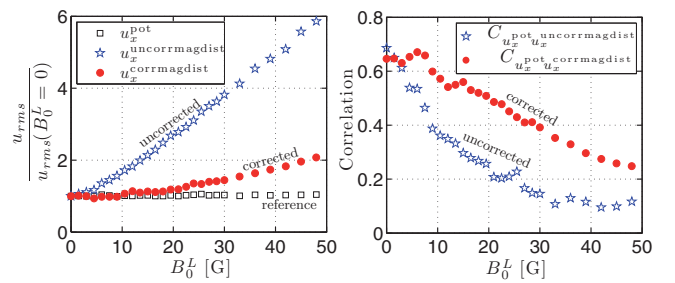 u_rms / u_rms(B_0^L = 0)
6
4
2
0
0 10 20 30 40 50
B_0^L [G]
u_x^pot
u_x^uncorrmagdist
u_x^corrmagdist
uncorrected
corrected
reference
Correlation
0.8
0.6
0.4
0.2
0
0 10 20 30 40 50
B_0^L [G]
C_{u_x^pot u_x^uncorrmagdist}
C_{u_x^pot u_x^corrmagdist}
corrected
uncorrected